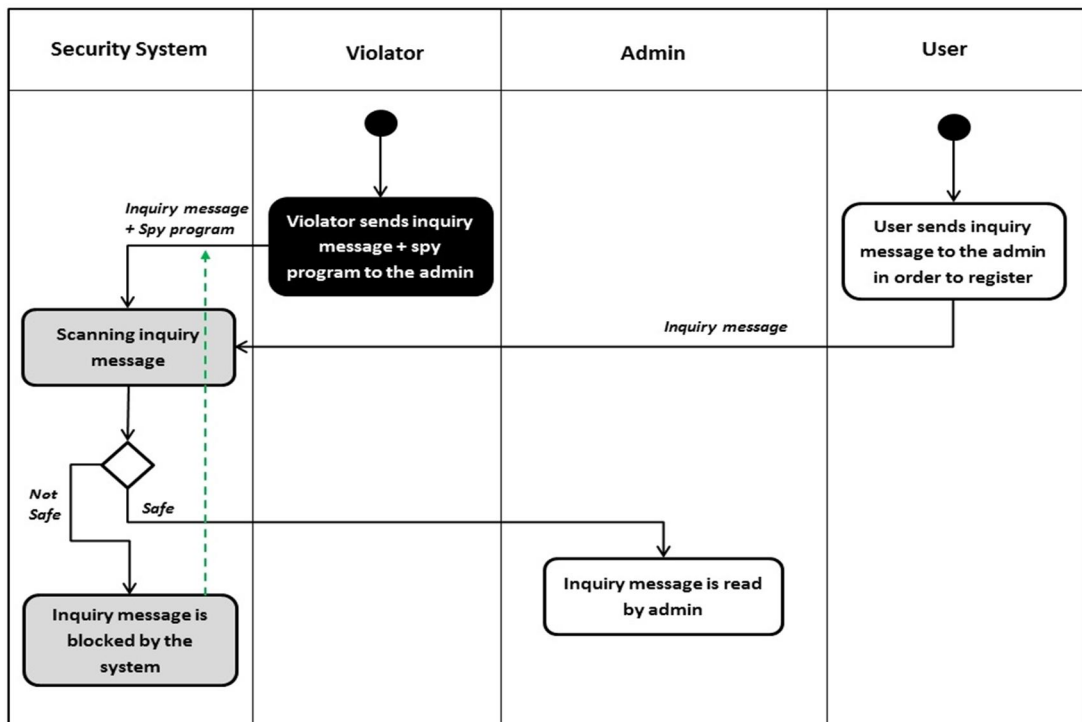 Security System
Violator
Admin
User
Inquiry message
+ Spy program
Violator sends inquiry
message + spy
program to the admin
User sends inquiry
message to the admin
in order to register
Scanning inquiry
message
Inquiry message
Not
Safe
Safe
Inquiry message is
blocked by the
system
Inquiry message is read
by admin